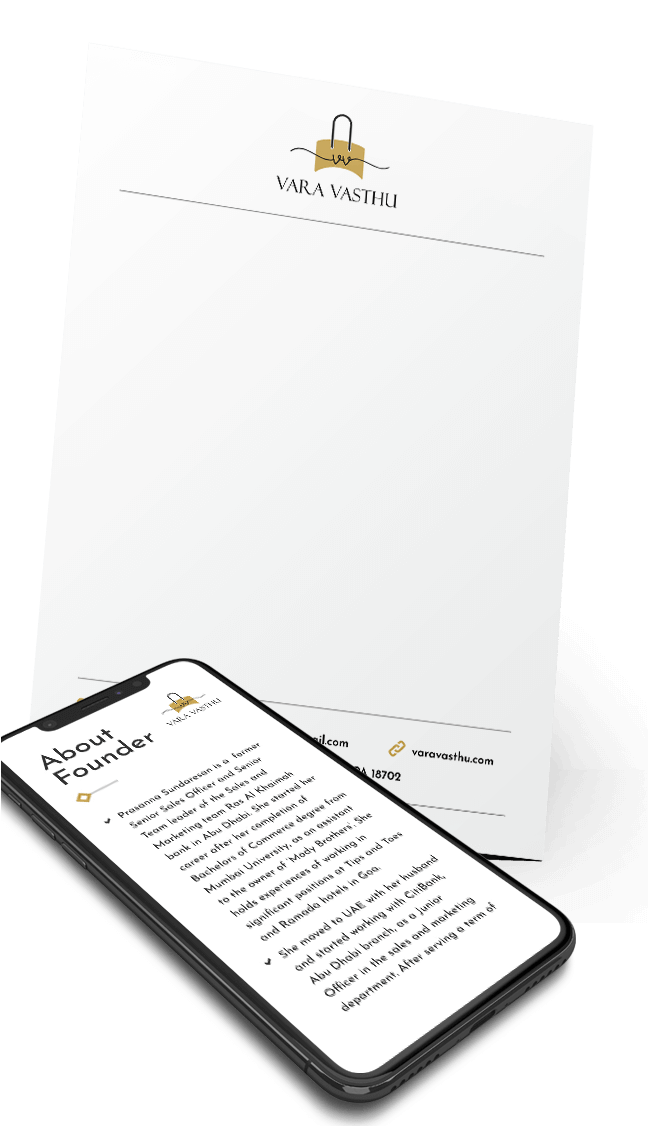 VV
VARA VASTHU
ail.com
varavasthu.com
18702
VARA VASTHU
About
Founder
Prasanna Sundaresan is a former
Senior Sales Officer and Senior
Team leader of the Sales and
Marketing team Ras Al Khaimah
bank in Abu Dhabi. She started her
career after her completion of
Bachelors of Commerce degree from
Mumbai University, as an assistant
to the owner of 'Mody Brothers'. She
holds experiences of working in
significant positions at Tips and Toes
and Ramada hotels in Goa.
She moved to UAE with her husband
and started working with CitiBank,
Abu Dhabi branch, as a Junior
Officer in the sales and marketing
department. After serving a term of